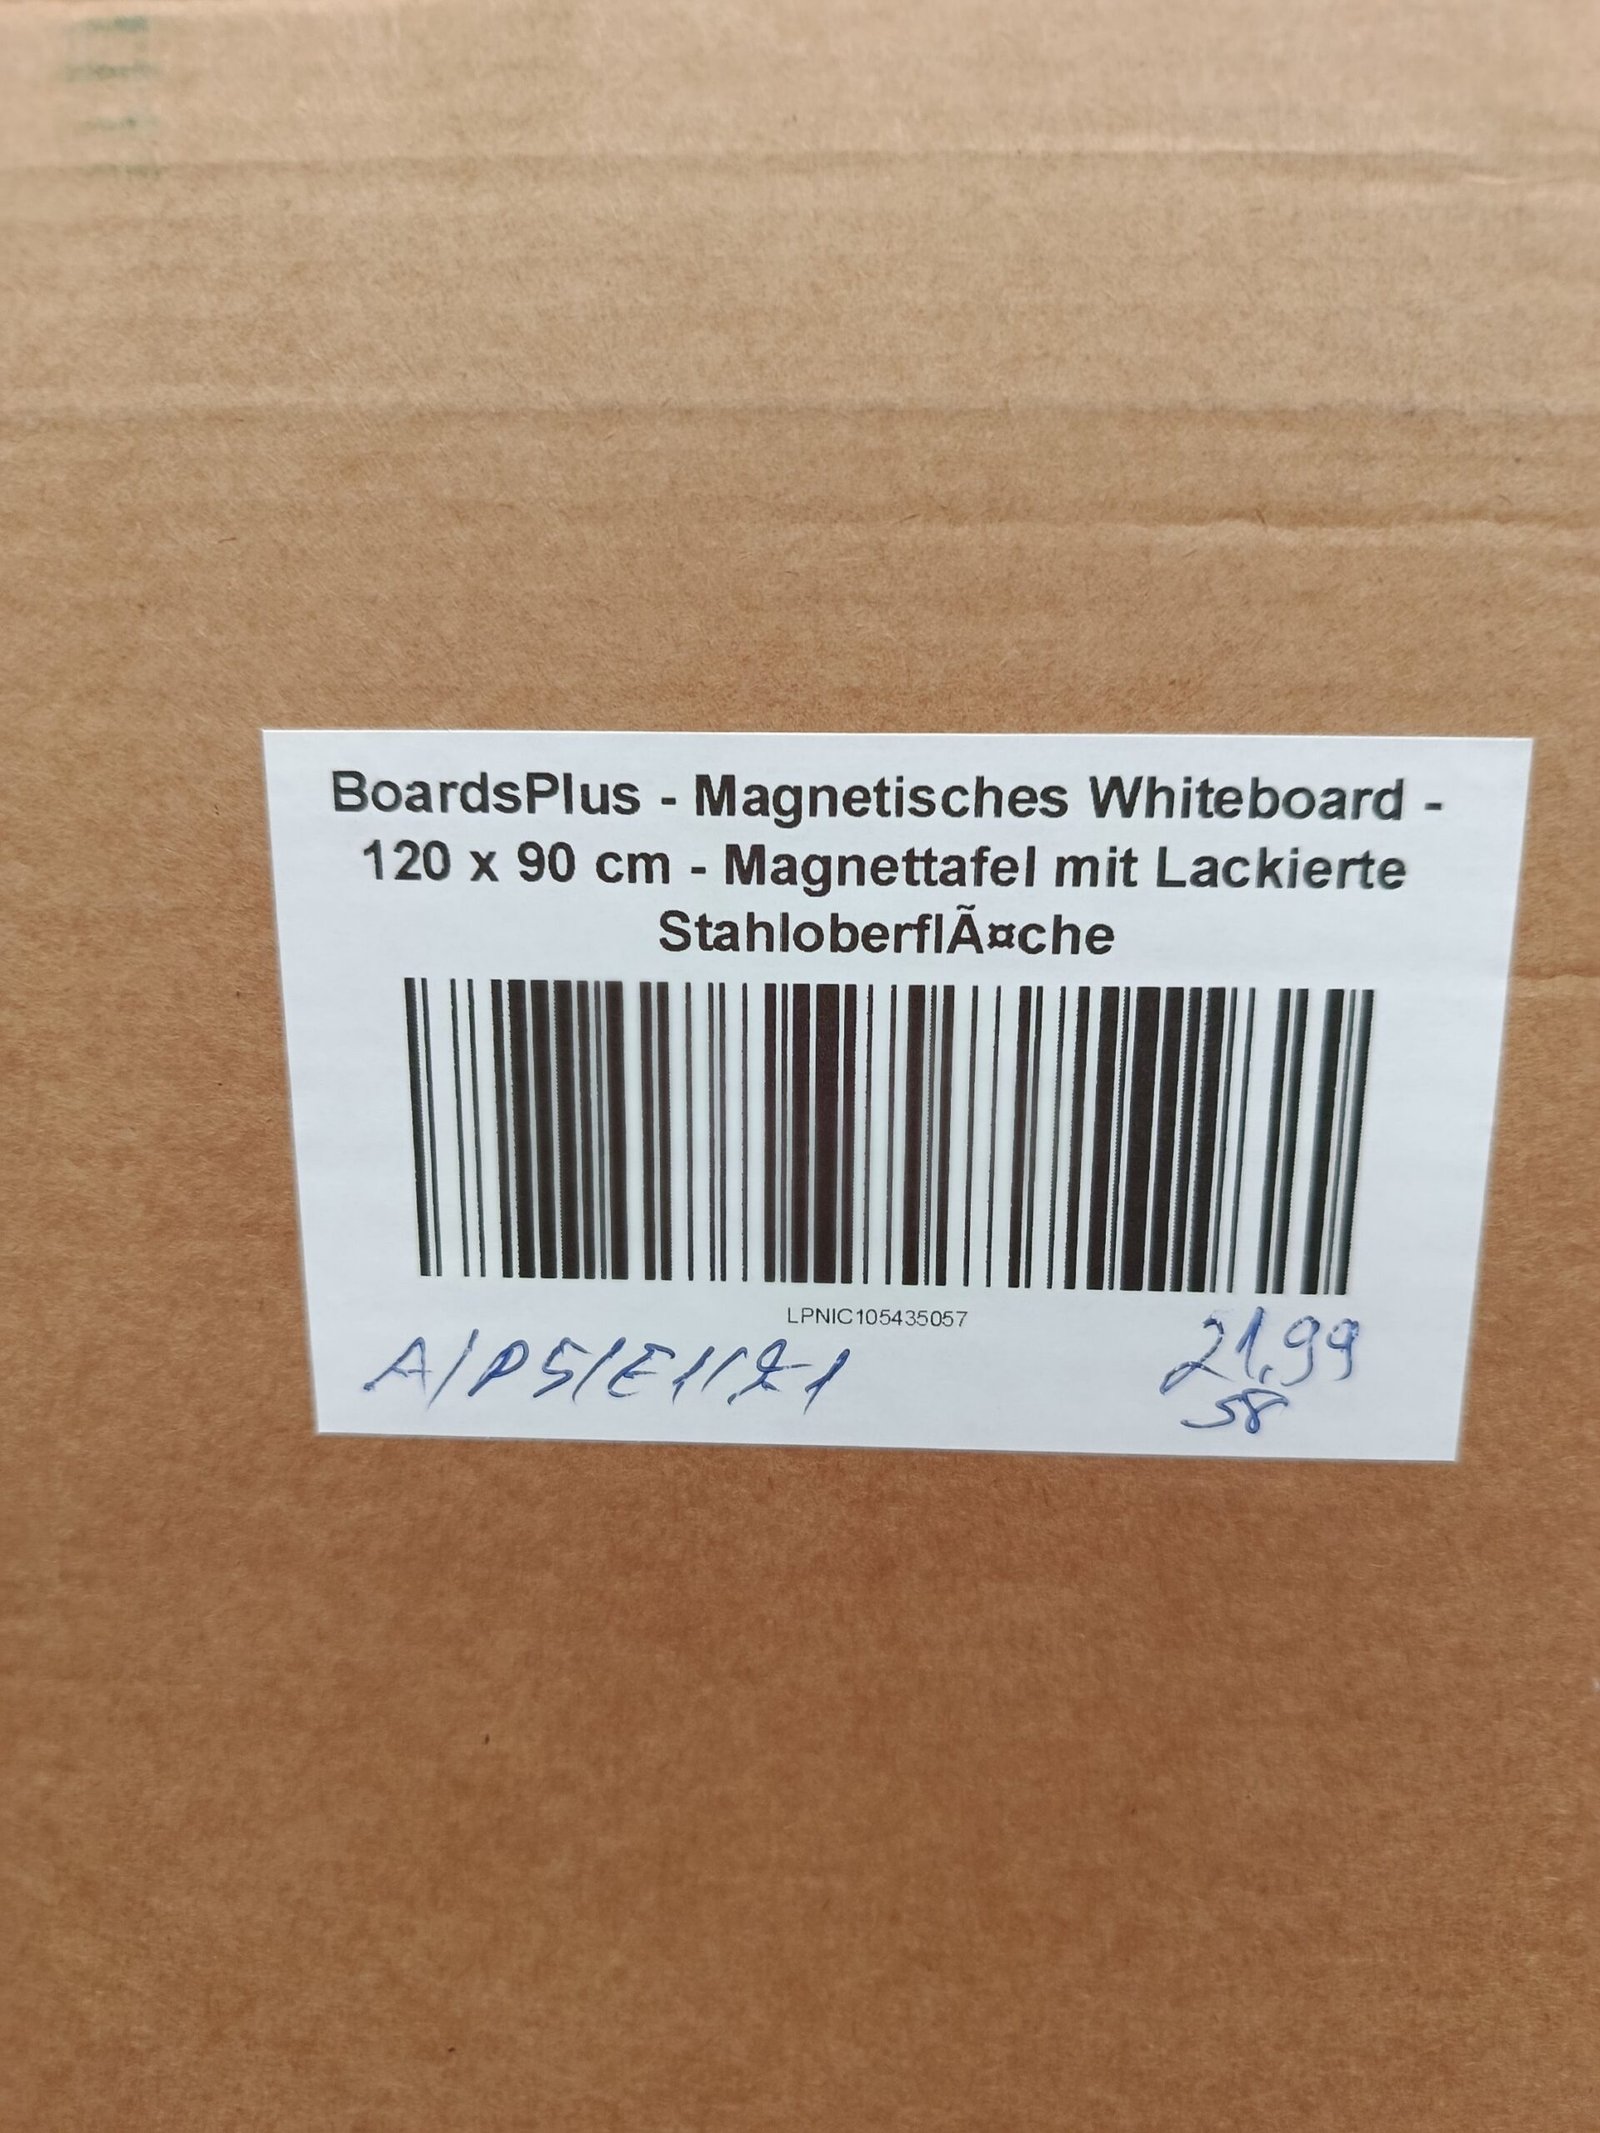 BoardsPlus - Magnetisches Whiteboard -
120 x 90 cm - Magnettafel mit Lackierte
StahloberflÃ¤che
LPNIC105435057
21,99
58